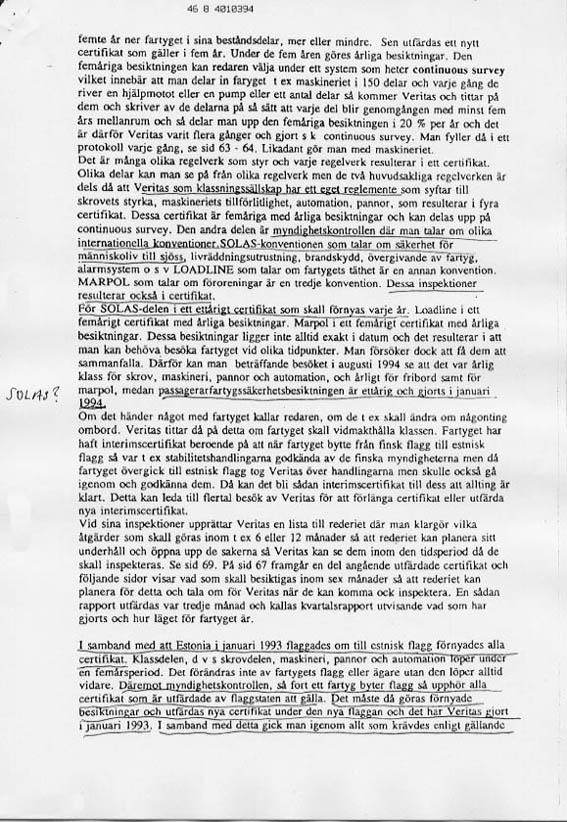 46 8 4010394
femte år ner fartyget i sina beståndsdelar, mer eller mindre. Sen utfärdas ett nytt
certifikat som gäller i fem år. Under de fem åren göres årliga besiktningar. Den
femåriga besiktningen kan redaren välja under ett system som heter continuous survey
vilket innebär att man delar in faryget t ex maskineriet i 150 delar och varje gång de
river en hjälpmotot eller en pump eller ett antal delar så kommer Veritas och tittar på
dem och skriver av de delarna på så sätt att varje del blir genomgången med minst fem
års mellanrum och så delar man upp den femåriga besiktningen i 20 % per år och det
är därför Veritas varit flera gånger och gjort s k continuous survey. Man fyller då i ett
protokoll varje gång, se sid 63 - 64. Likadant gör man med maskineriet.
Det är många olika regelverk som styr och varje regelverk resulterar i ett certifikat.
Olika delar kan man se på från olika regelverk men de två huvudsakliga regelverken är
dels då att Veritas som klassningssällskap har ett eget reglemente som syftar till
skrovets styrka, maskineriets tillförlitlighet, automation, pannor, som resulterar i fyra
certifikat. Dessa certifikat är femåriga med årliga besiktningar och kan delas upp på
continuous survey. Den andra delen är myndighetskontrollen där man talar om olika
internationella konventioner. SOLAS-konventionen som talar om säkerhet för
människoliv till sjöss, livräddningsutrustning, brandskydd, övergivande av fartyg,
alarmsystem o s v LOADLINE som talar om fartygets täthet är en annan konvention.
MARPOL som talar om föroreningar är en tredje konvention. Dessa inspektioner
resulterar också i certifikat.
För SOLAS-delen i ett ettårigt certifikat som skall förnyas varje år. Loadline i ett
femårigt certifikat med årliga besiktningar. Marpol i ett femårigt certifikat med årliga
besiktningar. Dessa besiktningar ligger inte alltid exakt i datum och det resulterar i att
man kan behöva besöka fartyget vid olika tidpunkter. Man försöker dock att få dem att
sammanfalla. Därför kan man beträffande besöket i augusti 1994 se att det var årlig
klass för skrov, maskineri, pannor och automation, och årligt för fribord samt för
SOLAS? marpol, medan passagerarfartygssäkerhetsbesiktningen är ettårig och gjorts i januari
1994.
Om det händer något med fartyget kallar redaren, om de t ex skall ändra om någonting
ombord. Veritas tittar då på detta om fartyget skall vidmakthålla klassen. Fartyget har
haft interimscertifikat beroende på att när fartyget bytte från finsk flagg till estnisk
flagg så var t ex stabilitetshandlingarna godkända av de finska myndigheterna men då
fartyget övergick till estnisk flagg tog Veritas över handlingarna men skulle också gå
igenom och godkänna dem. Då kan det bli sådan interimscertifikat till dess att allting är
klart. Detta kan leda till flertal besök av Veritas för att förlänga certifikat eller utfärda
nya interimscertifikat.
Vid sina inspektioner upprättar Veritas en lista till rederiet där man klargör vilka
åtgärder som skall göras inom t ex 6 eller 12 månader så att rederiet kan planera sitt
underhåll och öppna upp de sakerna så Veritas kan se dem inom den tidsperiod då de
skall inspekteras. Se sid 69. På sid 67 framgår en del angående utfärdade certifikat och
följande sidor visar vad som skall besiktigas inom sex månader så att rederiet kan
planera för detta och tala om för Veritas när de kan komma ock inspektera. En sådan
rapport utfärdas var tredje månad och kallas kvartalsrapport utvisande vad som har
gjorts och hur läget för fartyget är.
I samband med att Estonia i januari 1993 flaggades om till estnisk flagg förnyades alla
certifikat. Klassdelen, d v s skrovdelen, maskineri, pannor och automation löper under
en femårsperiod. Det förändras inte av fartygets flagg eller ägare utan den löper alltid
vidare. Däremot myndighetskontrollen, så fort ett fartyg byter flagg så upphör alla
certifikat som är utfärdade av flaggstaten att gälla. Det måste då göras förnyade
besiktningar och utfärdas nya certifikat under den nya flaggan och det har Veritas gjort
i januari 1993. I samband med detta gick man igenom allt som krävdes enligt gällande